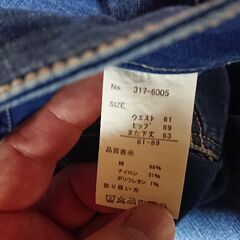 No. 317-6005
SIZE
ウエスト 61
ヒップ 89
また下丈 63
61-89
品質表示
綿 68%
ナイロン 31%
ポリウレタン 1%
取り扱い方